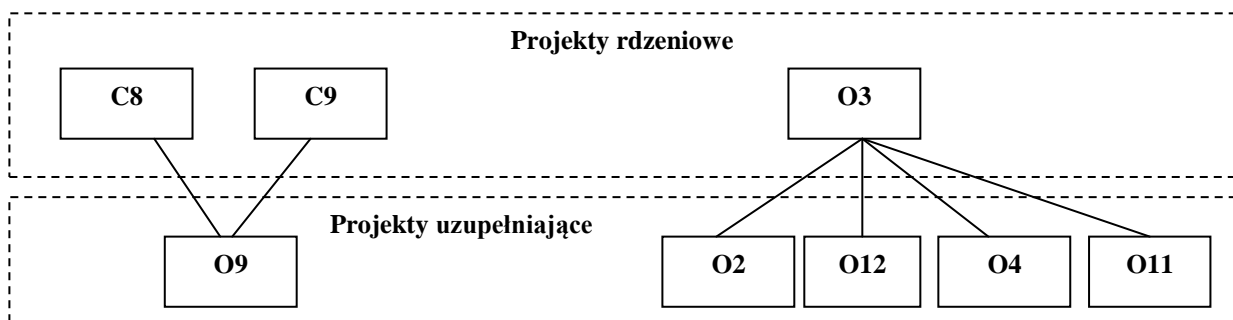 Projekty rdzeniowe
C8 C9 O3
Projekty uzupełniające
O9 O2 O12 O4 O11